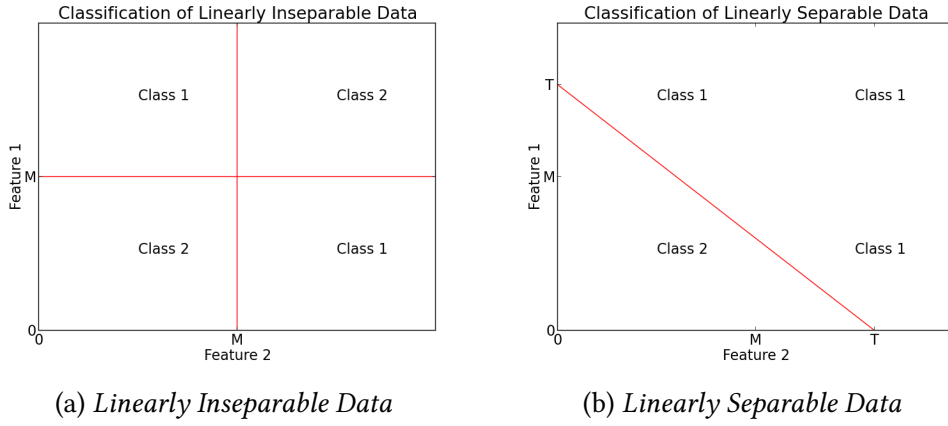 Classification of Linearly Inseparable Data
Class 1
Class 2
Feature 1
M
Class 2
Class 1
0
0
M
Feature 2
(a) Linearly Inseparable Data
Classification of Linearly Separable Data
T
Class 1
Class 1
Feature 1
M
Class 2
Class 1
0
0
M
T
Feature 2
(b) Linearly Separable Data